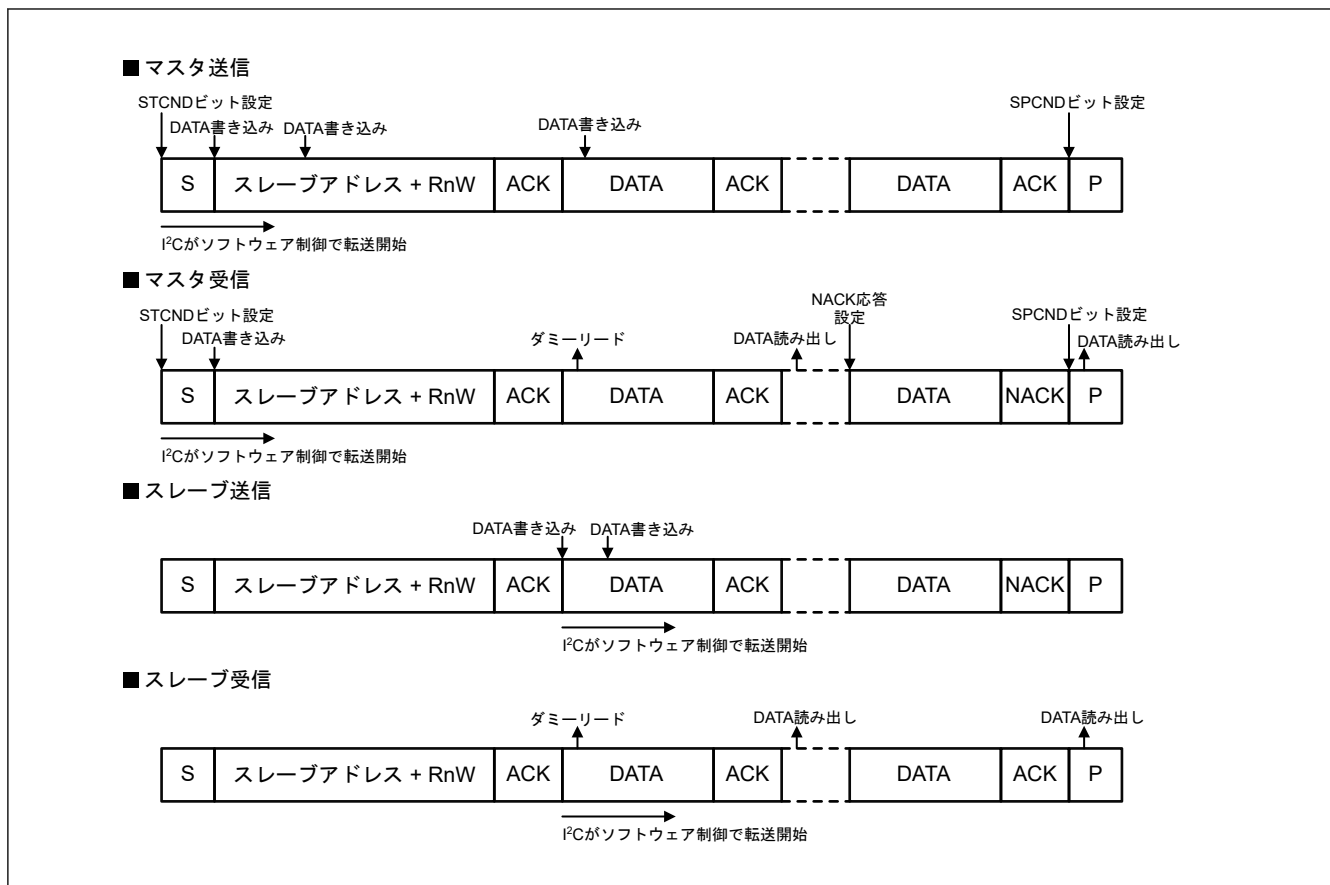 ■ マスタ送信
STCNDビット設定
SPCNDビット設定
DATA書き込み DATA書き込み DATA書き込み
S スレーブアドレス + RnW ACK DATA ACK DATA ACK P
I²Cがソフトウェア制御で転送開始
■ マスタ受信
NACK応答
設定
STCNDビット設定
SPCNDビット設定
DATA書き込み ダミーリード DATA読み出し DATA読み出し
S スレーブアドレス + RnW ACK DATA ACK DATA NACK P
I²Cがソフトウェア制御で転送開始
■ スレーブ送信
DATA書き込み DATA書き込み
S スレーブアドレス + RnW ACK DATA ACK DATA NACK P
I²Cがソフトウェア制御で転送開始
■ スレーブ受信
ダミーリード DATA読み出し DATA読み出し
S スレーブアドレス + RnW ACK DATA ACK DATA ACK P
I²Cがソフトウェア制御で転送開始